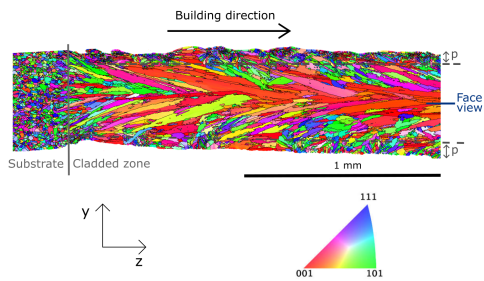 Building direction
p
Face
view
p
Substrate
Cladded zone
1 mm
y
z
111
001
101